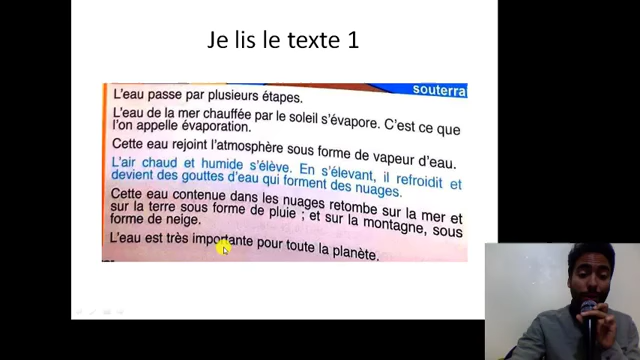 Je lis le texte 1
souterra
L'eau passe par plusieurs étapes.
L'eau de la mer chauffée par le soleil s'évapore. C'est ce que
l'on appelle évaporation.
Cette eau rejoint l'atmosphère sous forme de vapeur d'eau.
L'air chaud et humide s'élève. En s'élevant, il refroidit et
devient des gouttes d'eau qui forment des nuages.
Cette eau contenue dans les nuages retombe sur la mer et
sur la terre sous forme de pluie ; et sur la montagne, sous
forme de neige.
L'eau est très importante pour toute la planète.